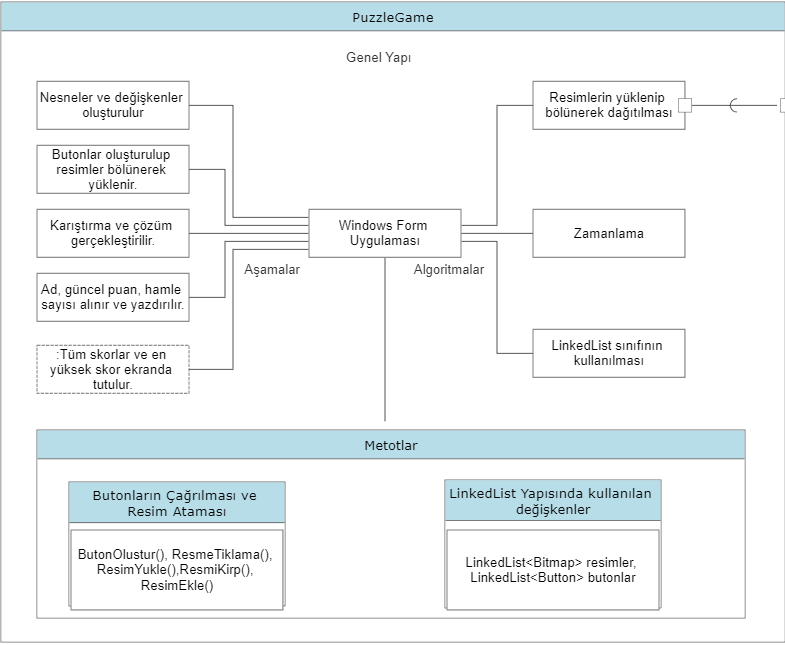 PuzzleGame
Genel Yapı
Nesneler ve değişkenler
oluşturulur
Butonlar oluşturulup
resimler bölünerek
yüklenir.
Karıştırma ve çözüm
gerçekleştirilir.
Ad, güncel puan, hamle
sayısı alınır ve yazdırılır.
:Tüm skorlar ve en
yüksek skor ekranda
tutulur.
Windows Form
Uygulaması
Aşamalar
Algoritmalar
Resimlerin yüklenip
bölünerek dağıtılması
Zamanlama
LinkedList sınıfının
kullanılması
Metotlar
Butonların Çağrılması ve
Resim Ataması
ButonOlustur(), ResmeTiklama(),
ResimYukle(),ResmiKirp(),
ResimEkle()
LinkedList Yapısında kullanılan
değişkenler
LinkedList<Bitmap> resimler,
LinkedList<Button> butonlar